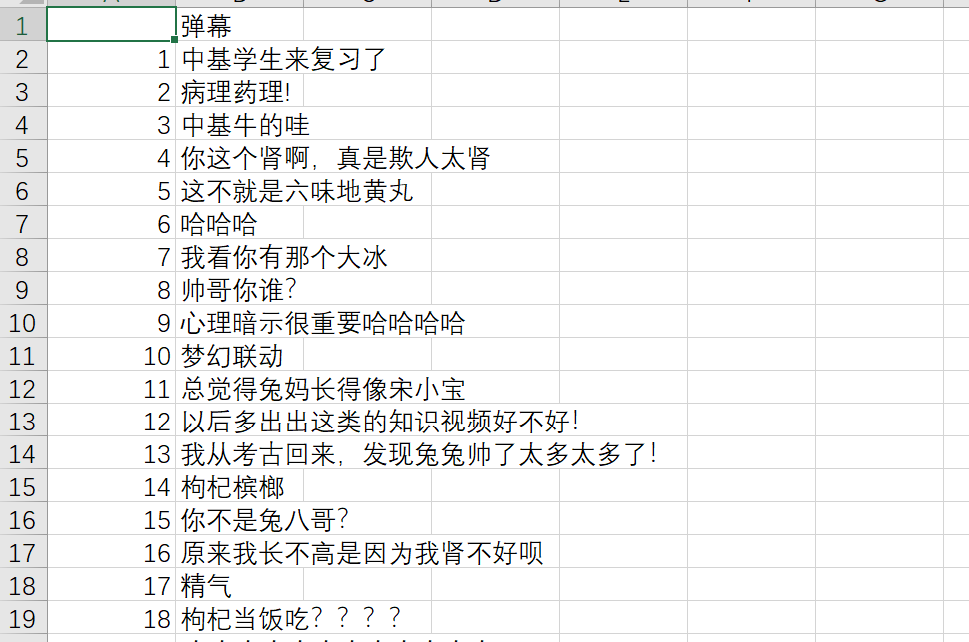 1 弹幕
2 1 中基学生来复习了
3 2 病理药理!
4 3 中基牛的哇
5 4 你这个肾啊，真是欺人太肾
6 5 这不就是六味地黄丸
7 6 哈哈哈
8 7 我看你有那个大冰
9 8 帅哥你谁?
10 9 心理暗示很重要哈哈哈哈
11 10 梦幻联动
12 11 总觉得兔妈长得像宋小宝
13 12 以后多出出这类的知识视频好不好!
14 13 我从考古回来，发现兔兔帅了太多太多了!
15 14 枸杞槟榔
16 15 你不是兔八哥?
17 16 原来我长不高是因为我肾不好呗
18 17 精气
19 18 枸杞当饭吃? ? ? ?